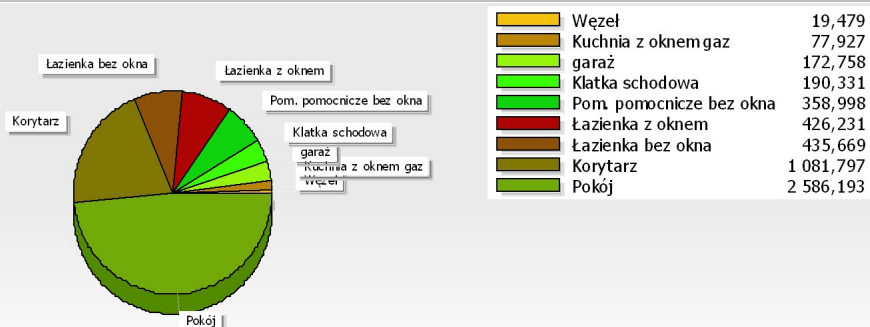 Łazienka bez okna
Łazienka z oknem
Pom. pomocnicze bez okna
Korytarz
Klatka schodowa
garaż
Kuchnia z oknem gaz
Węzeł
Pokój
Węzeł 19,479
Kuchnia z oknem gaz 77,927
garaż 172,758
Klatka schodowa 190,331
Pom. pomocnicze bez okna 358,998
Łazienka z oknem 426,231
Łazienka bez okna 435,669
Korytarz 1 081,797
Pokój 2 586,193